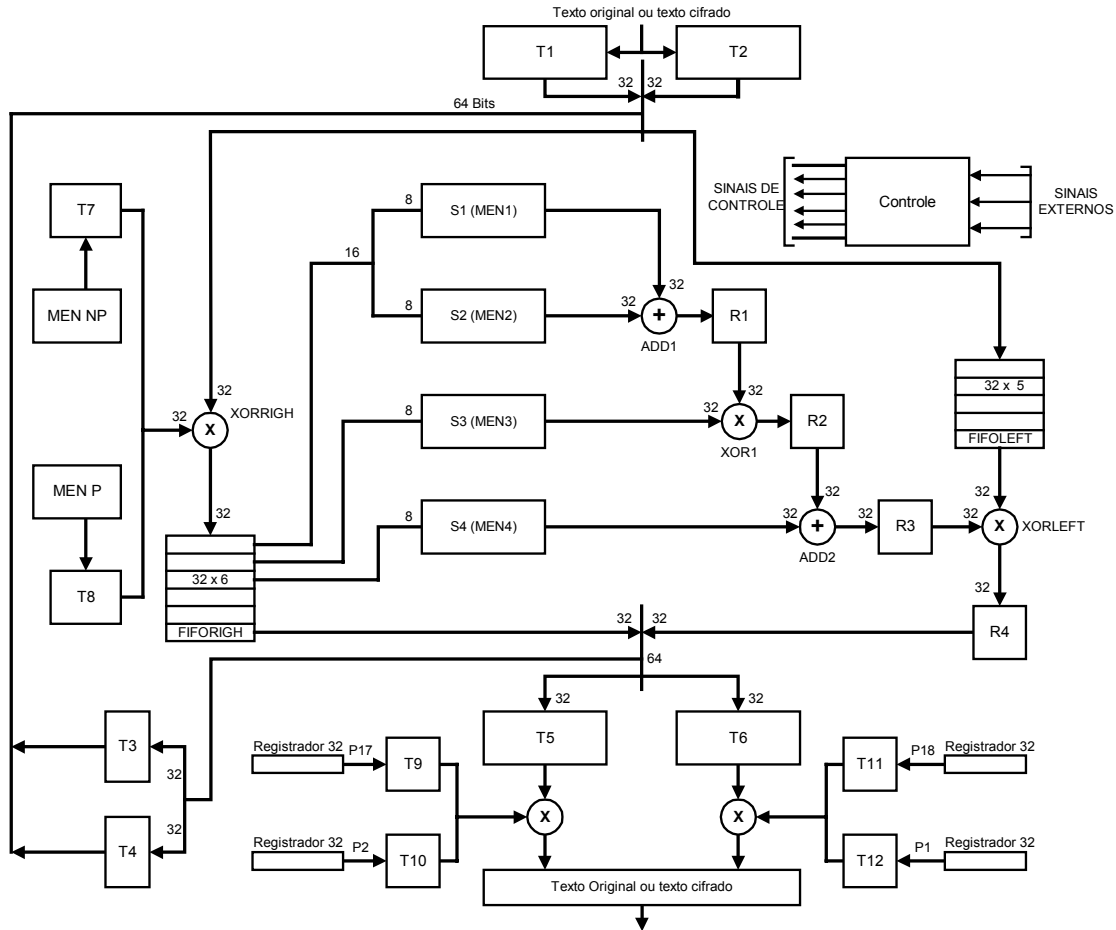 Texto original ou texto cifrado
T1
T2
32
32
64 Bits
T7
MEN NP
MEN P
T8
32
32
XORRIGH
X
32
32 x 6
FIFORIGH
16
8
S1 (MEN1)
8
S2 (MEN2)
32
32
+
ADD1
R1
8
S3 (MEN3)
32
32
X
XOR1
R2
8
S4 (MEN4)
32
32
+
ADD2
32
R3
SINAIS DE
CONTROLE
Controle
SINAIS
EXTERNOS
32 x 5
FIFOLEFT
32
32
X
XORLEFT
32
R4
32
32
64
32
32
T3
32
T4
32
T5
T6
Registrador 32
P17
T9
Registrador 32
P2
T10
X
X
T11
P18
Registrador 32
T12
P1
Registrador 32
Texto Original ou texto cifrado